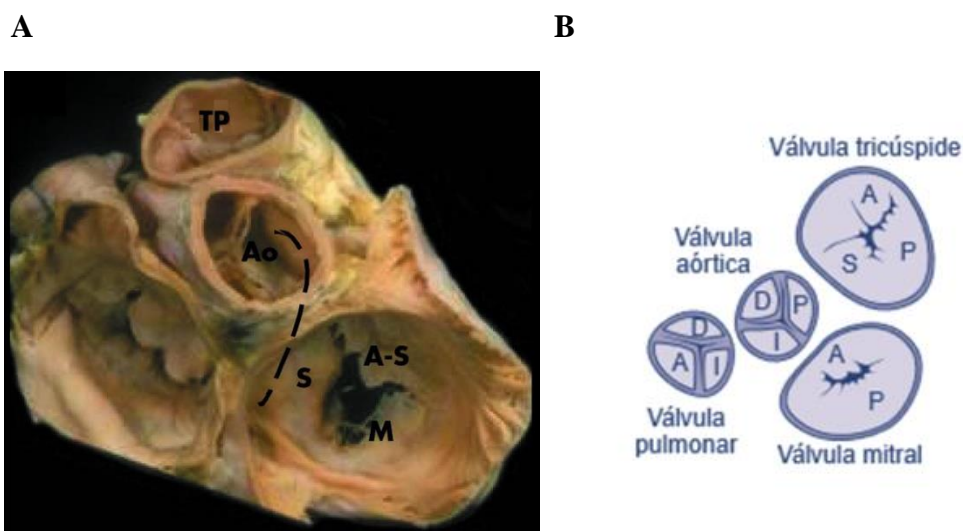 A
B
TP
Ao
A-S
S
M
Válvula tricúspide
A
S
P
Válvula
aórtica
D
P
I
D
A
I
Válvula
pulmonar
A
P
Válvula mitral